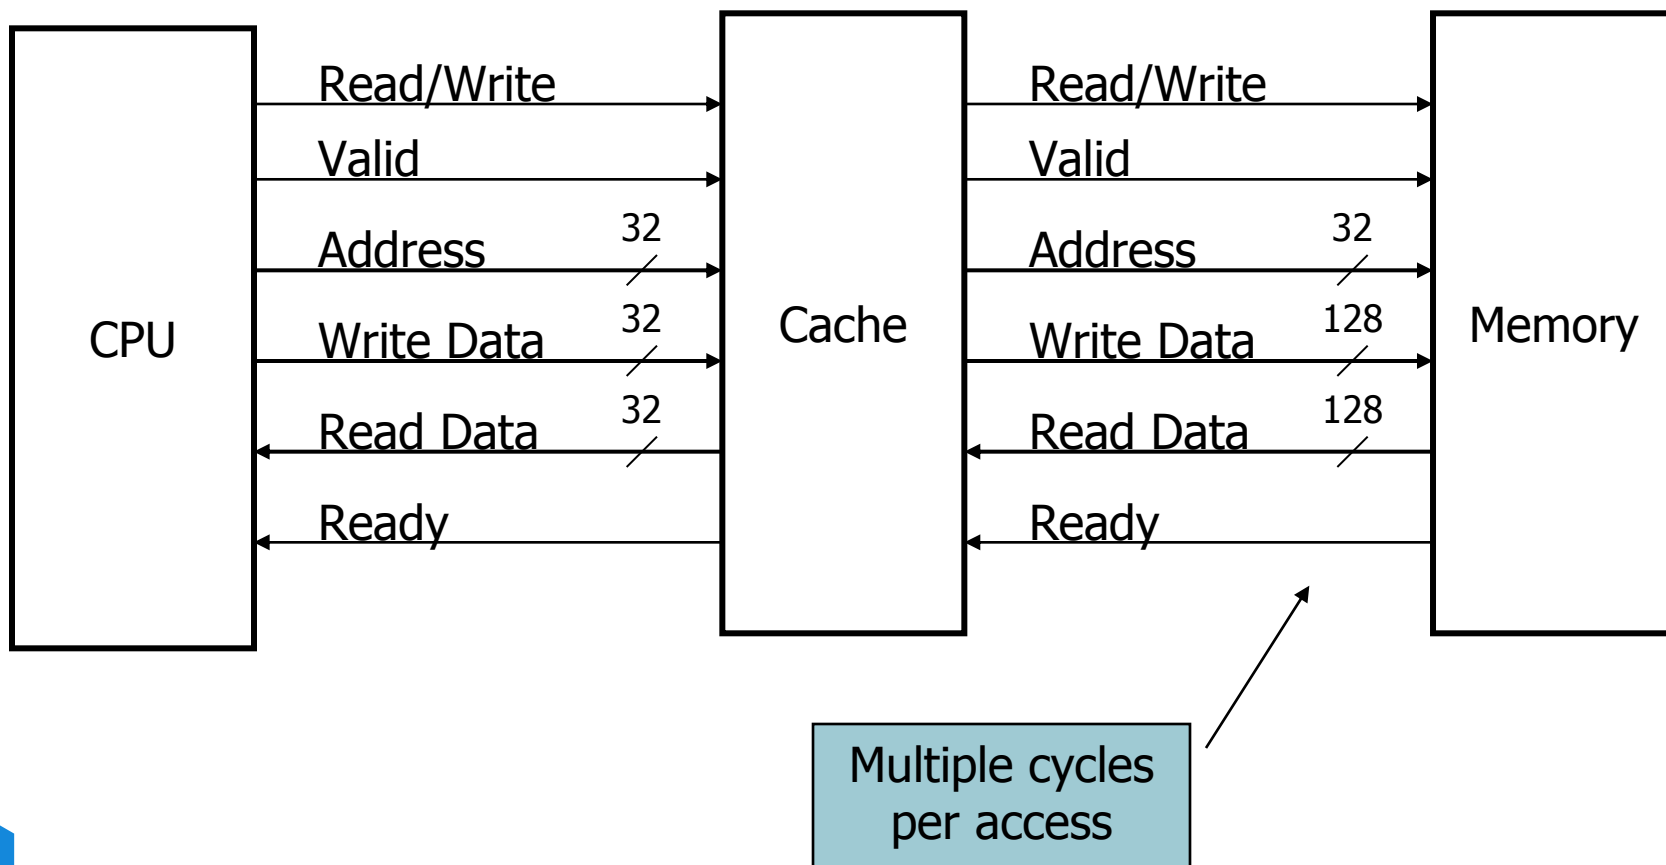 Read/Write
Read/Write
Valid
Valid
32
32
Address
Address
CPU
32
Write Data
Cache
128
Write Data
Memory
32
Read Data
128
Read Data
Ready
Ready
Multiple cycles
per access